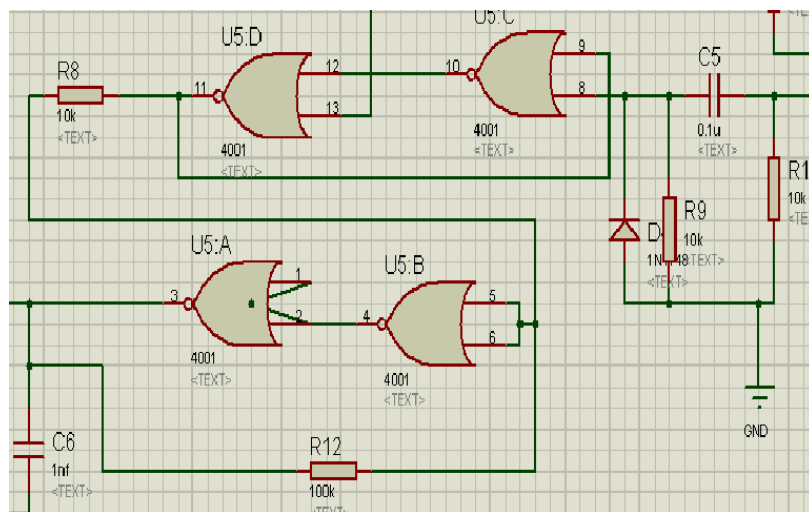 U5:D
U5:C
R8
11
12
13
10
9
8
C5
10k
<TEXT>
4001
<TEXT>
4001
<TEXT>
0.1u
<TEXT>
R1
10k
R9
10k
<TEXT>
<TEXT>
U5:A
U5:B
3
1
2
4
5
6
4001
<TEXT>
4001
<TEXT>
GND
C6
1nf
<TEXT>
R12
100k
<TEXT>